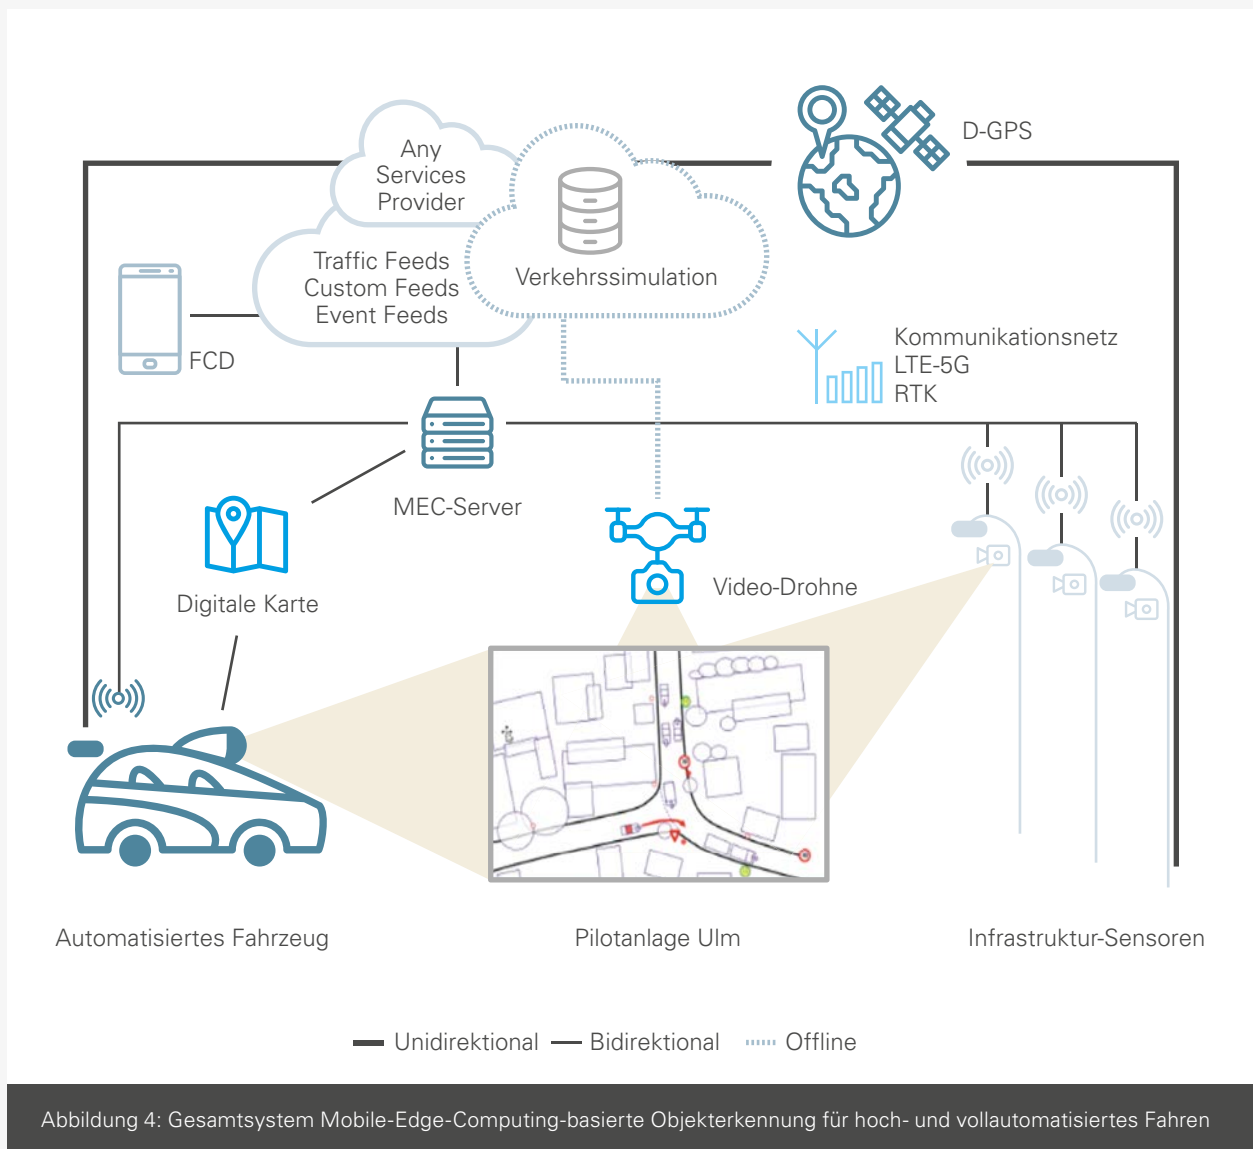 Any
Services
Provider
D-GPS
Traffic Feeds
Custom Feeds
Event Feeds
Verkehrssimulation
FCD
Kommunikationsnetz
LTE-5G
RTK
MEC-Server
Digitale Karte
Video-Drohne
Automatisiertes Fahrzeug
Pilotanlage Ulm
Infrastruktur-Sensoren
Unidirektional
Bidirektional
Offline
Abbildung 4: Gesamtsystem Mobile-Edge-Computing-basierte Objekterkennung für hoch- und vollautomatisiertes Fahren